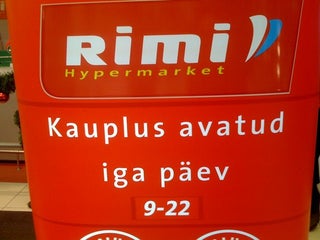 Rimi
Hypermarket
Kauplus avatud
iga päev
9-22